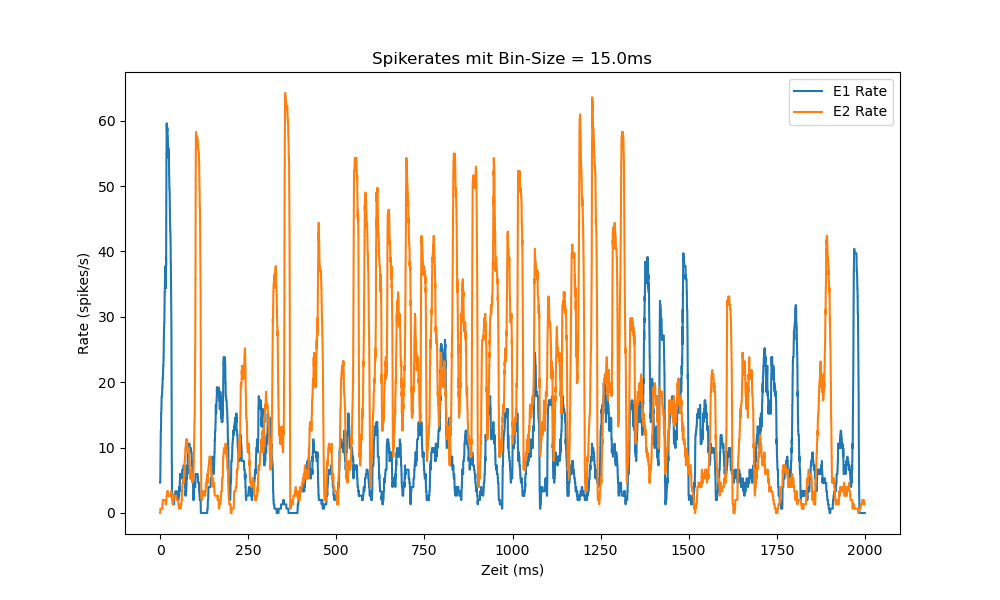 Spikerates mit Bin-Size = 15.0ms
E1 Rate
E2 Rate
Rate (spikes/s)
60
50
40
30
20
10
0
0 250 500 750 1000 1250 1500 1750 2000
Zeit (ms)